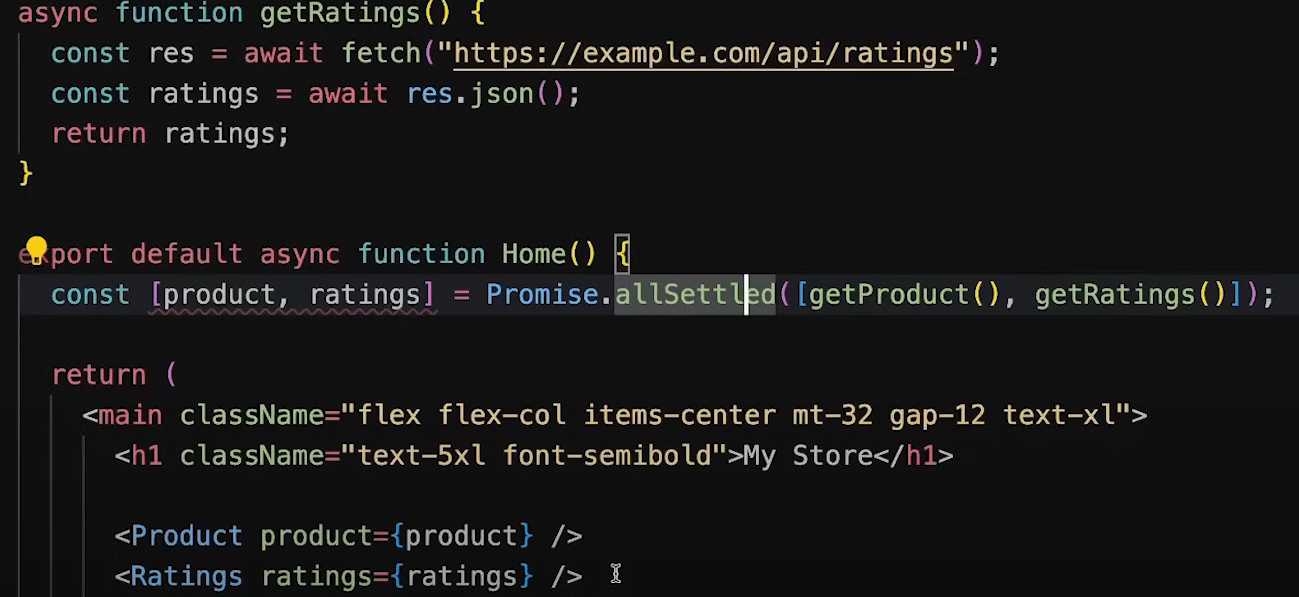 async function getRatings() {
  const res = await fetch("https://example.com/api/ratings");
  const ratings = await res.json();
  return ratings;
}
export default async function Home() {
  const [product, ratings] = Promise.allSettled([getProduct(), getRatings()]);
  return (
    <main className="flex flex-col items-center mt-32 gap-12 text-xl">
      <h1 className="text-5xl font-semibold">My Store</h1>
      <Product product={product} />
      <Ratings ratings={ratings} />